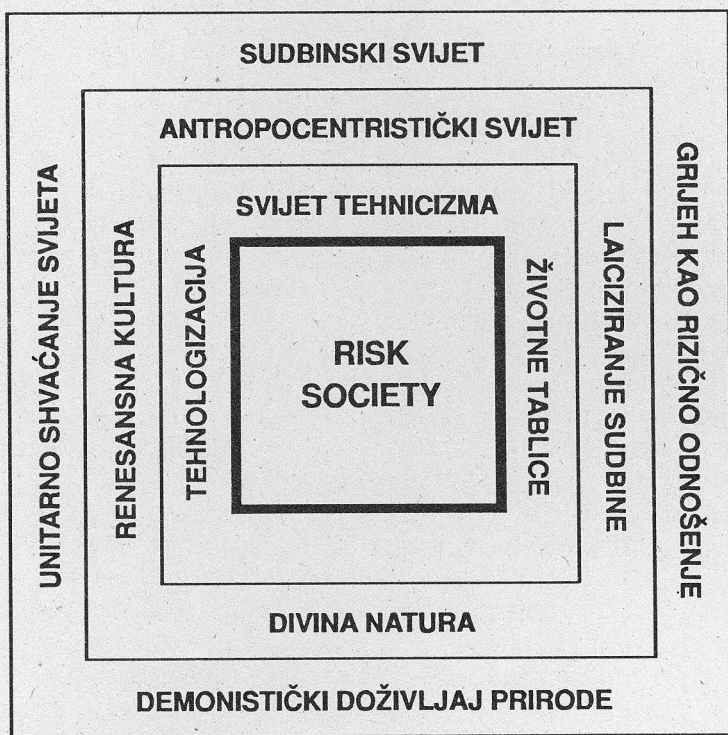 SUDBINSKI SVIJET
ANTROPOCENTRISTIČKI SVIJET
SVIJET TEHNICIZMA
UNITARNO SHVAĆANJE SVIJETA
RENESANSNA KULTURA
TEHNOLOGIZACIJA
RISK
SOCIETY
ŽIVOTNE TABLICE
LAICIZIRANJE SUDBINE
GRIJEH KAO RIZIČNO ODNOŠENJE
DIVINA NATURA
DEMONISTIČKI DOŽIVLJAJ PRIRODE